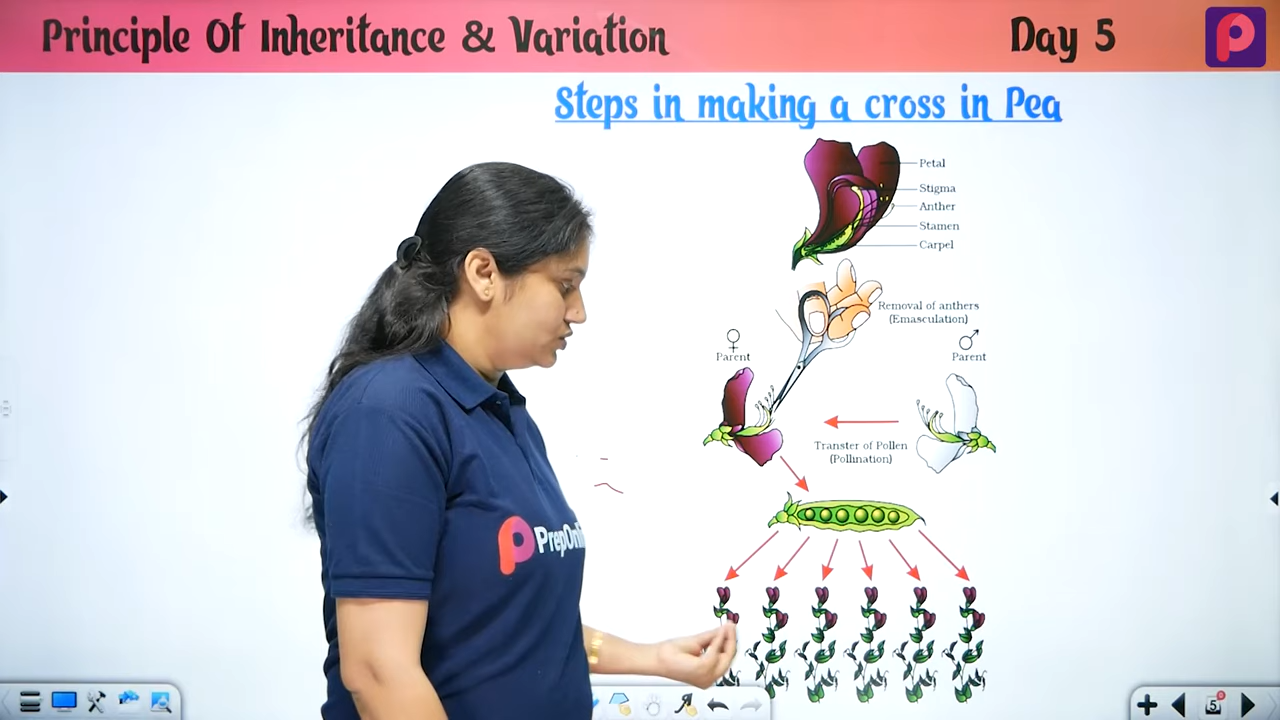 Principle Of Inheritance & Variation
Day 5
Steps in making a cross in Pea
Petal
Stigma
Anther
Stamen
Carpel
Removal of anthers
(Emasculation)
Parent
Parent
Transter of Pollen
(Pollination)
5